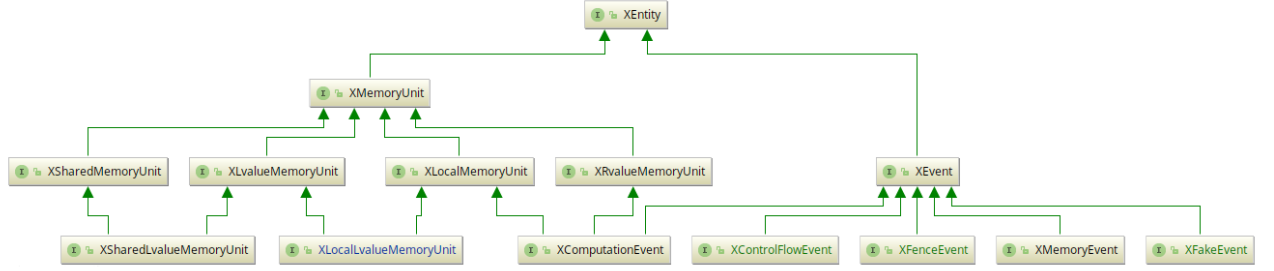 XEntity
XMemoryUnit
XSharedMemoryUnit XLvalueMemoryUnit XLocalMemoryUnit XRvalueMemoryUnit XEvent
XSharedLvalueMemoryUnit XLocalLvalueMemoryUnit XComputationEvent XControlFlowEvent XFenceEvent XMemoryEvent XFakeEvent